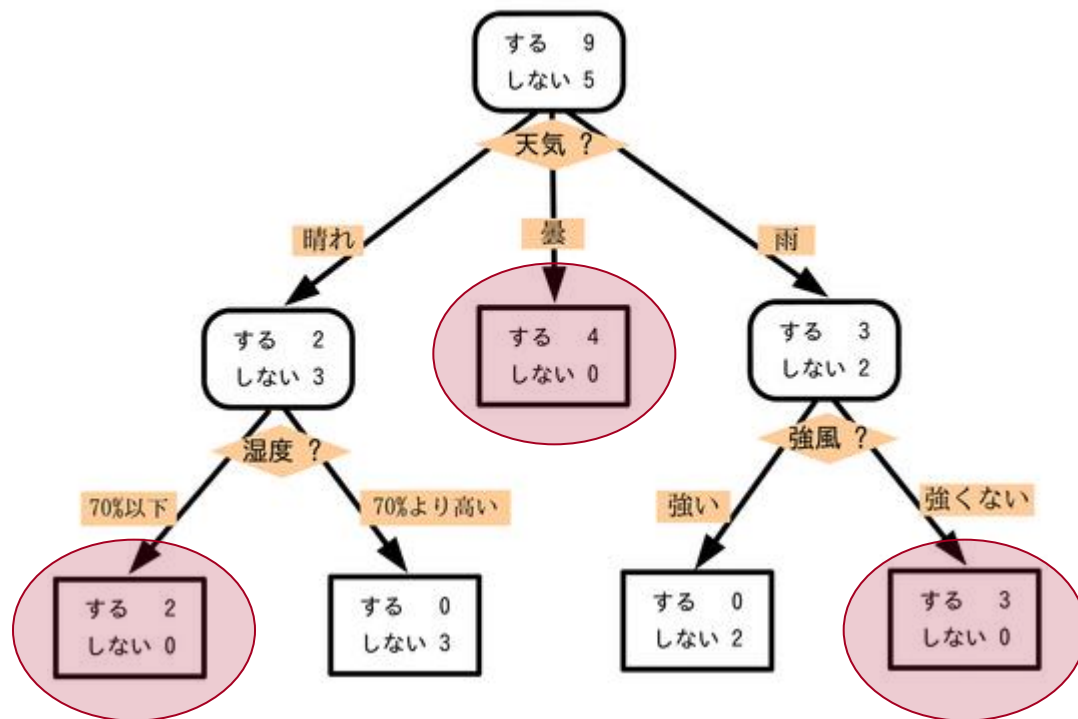 する 9
しない 5
天気 ?
晴れ
曇
雨
する 2
しない 3
する 4
しない 0
する 3
しない 2
湿度 ?
強風 ?
70%以下
70%より高い
強い
強くない
する 2
しない 0
する 0
しない 3
する 0
しない 2
する 3
しない 0